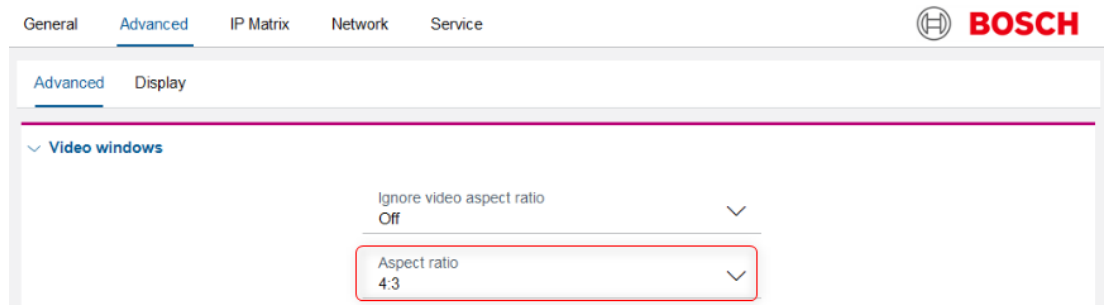 General Advanced IP Matrix Network Service BOSCH
Advanced Display
Video windows
Ignore video aspect ratio
Off
Aspect ratio
4:3